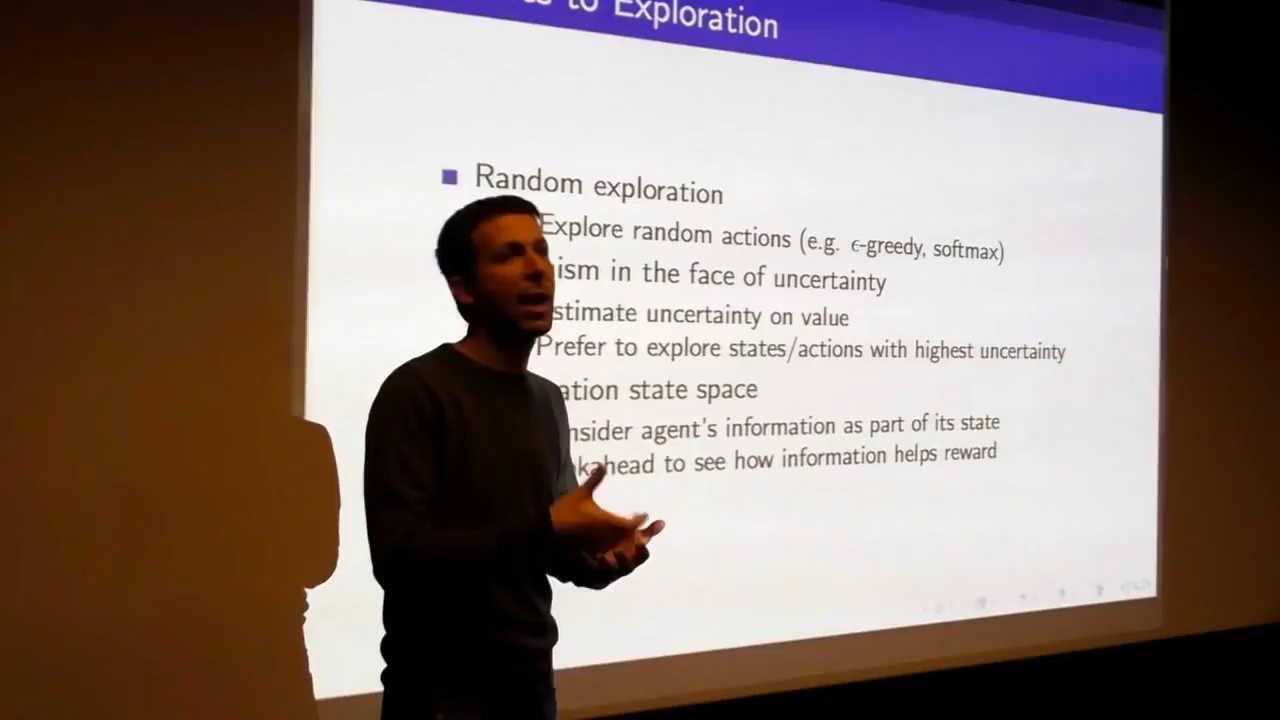 to Exploration
Random exploration
Explore random actions (e.g. ϵ-greedy, softmax)
ism in the face of uncertainty
stimate uncertainty on value
Prefer to explore states/actions with highest uncertainty
ation state space
nsider agent's information as part of its state
kahead to see how information helps reward